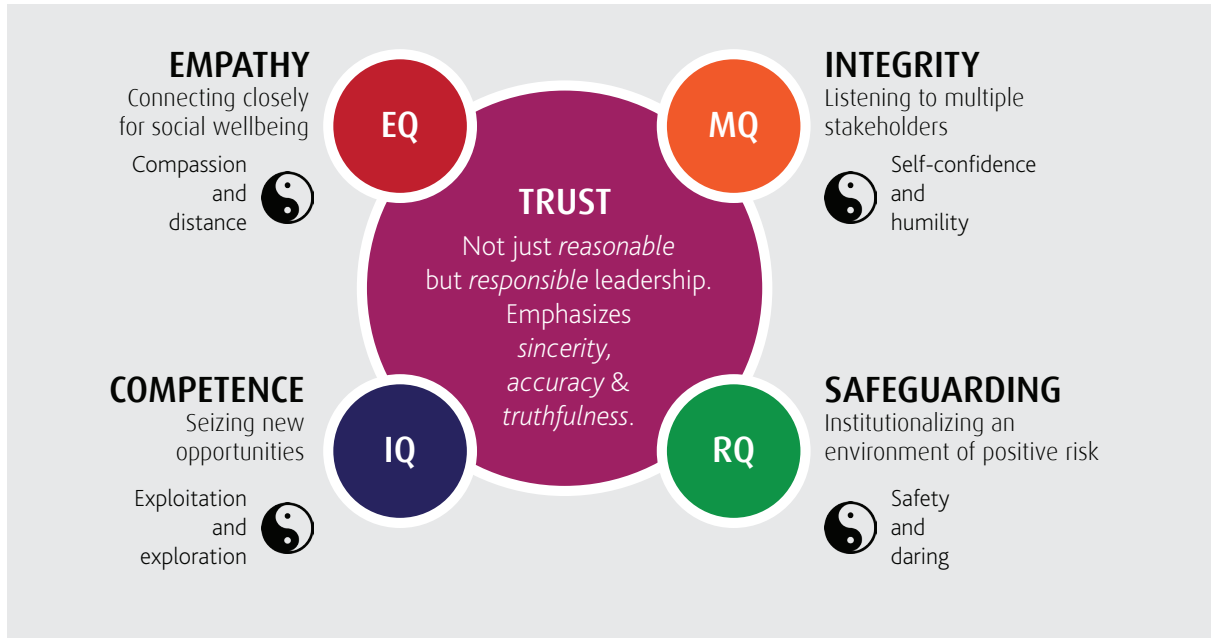 EMPATHY
Connecting closely
for social wellbeing
Compassion
and
distance
EQ
MQ
INTEGRITY
Listening to multiple
stakeholders
Self-confidence
and
humility
TRUST
Not just reasonable
but responsible leadership.
Emphasizes
sincerity,
accuracy &
truthfulness.
COMPETENCE
Seizing new
opportunities
Exploitation
and
exploration
IQ
RQ
SAFEGUARDING
Institutionalizing an
environment of positive risk
Safety
and
daring